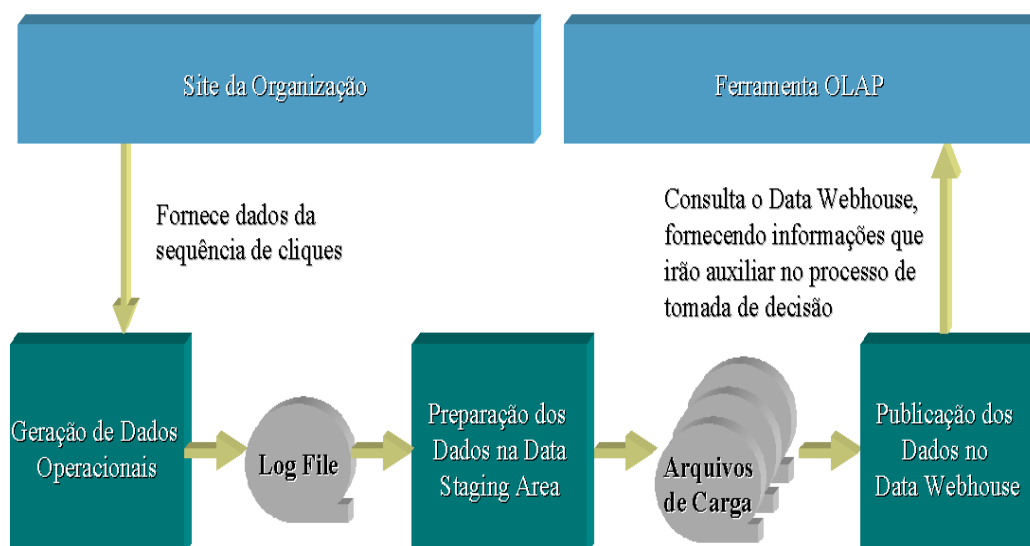 Site da Organização
Ferramenta OLAP
Fornece dados da
sequência de cliques
Consulta o Data Webhouse,
fornecendo informações que
irão auxiliar no processo de
tomada de decisão
Geração de Dados
Operacionais
Log File
Preparação dos
Dados na Data
Staging Area
Arquivos
de Carga
Publicação dos
Dados no
Data Webhouse